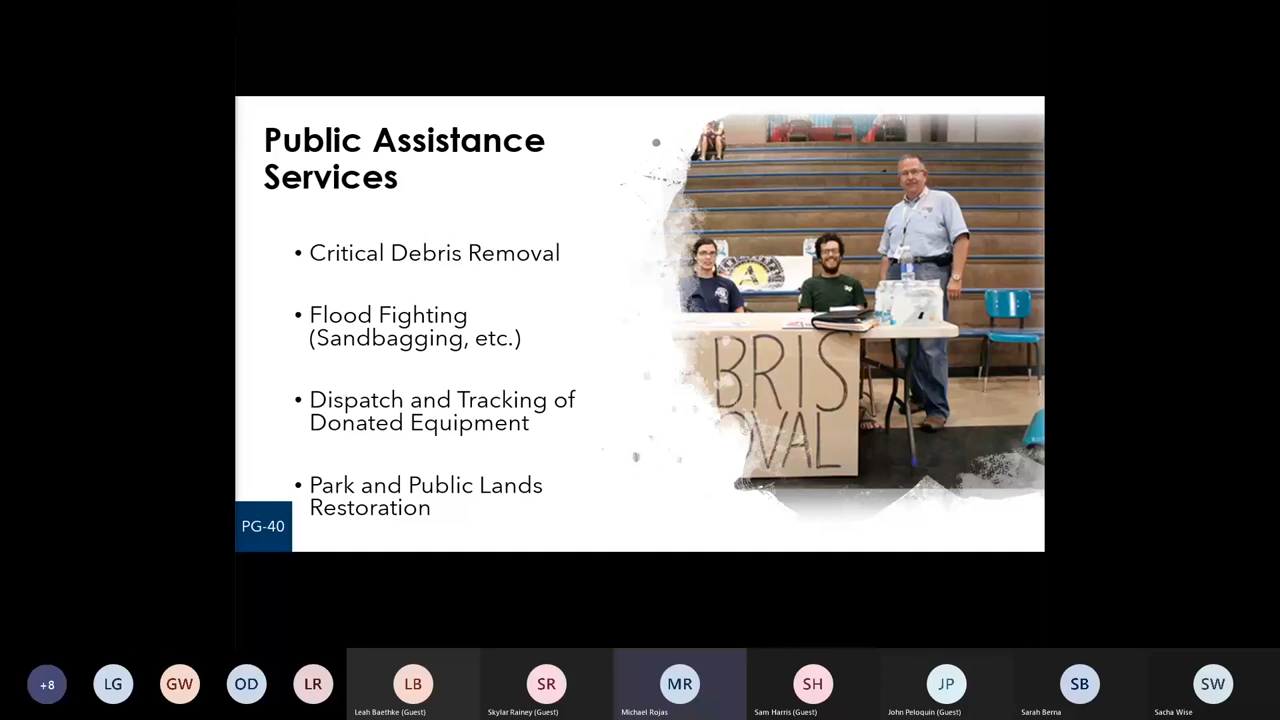 Public Assistance
Services
• Critical Debris Removal
• Flood Fighting
(Sandbagging, etc.)
• Dispatch and Tracking of
Donated Equipment
• Park and Public Lands
Restoration
PG-40
BRIS
OVAL
+8
LG
GW
OD
LR
LB
SR
MR
SH
JP
SB
SW
Leah Baethke (Guest)
Skylar Rainey (Guest)
Michael Rojas
Sam Harris (Guest)
John Peloquin (Guest)
Sarah Berna
Sacha Wise